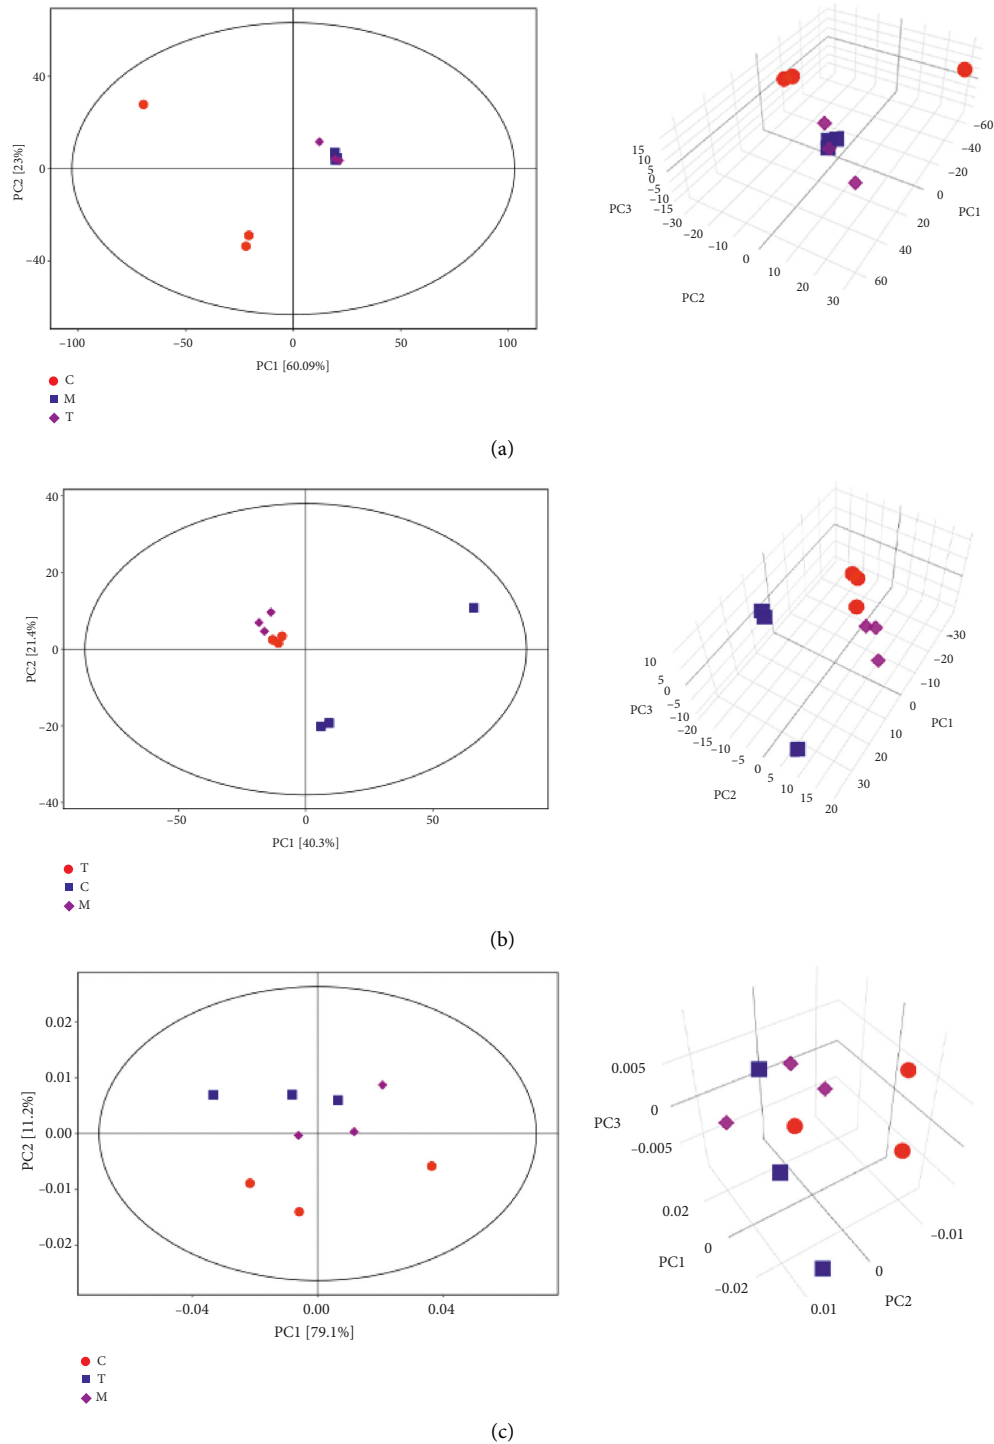 40
0
–40
PC2 [23%]
–100
–50
0
50
100
PC1 [60.09%]
C
M
T
15
10
5
0
–5
–10
–15
PC3
–30
–20
–10
0
10
20
30
PC2
–60
–40
–20
0
20
40
60
PC1
(a)
40
20
0
–20
–40
PC2 [21.4%]
–50
0
50
PC1 [40.3%]
T
C
M
10
5
0
–5
–10
–20
PC3
–15
–10
–5
0
5
10
15
20
PC2
–30
–20
–10
0
10
20
30
PC1
(b)
0.02
0.01
0.00
–0.01
–0.02
PC2 [11.2%]
–0.04
0.00
0.04
PC1 [79.1%]
C
T
M
0.005
0
–0.005
PC3
0.02
0
–0.02
PC1
0.01
0
–0.01
PC2
(c)